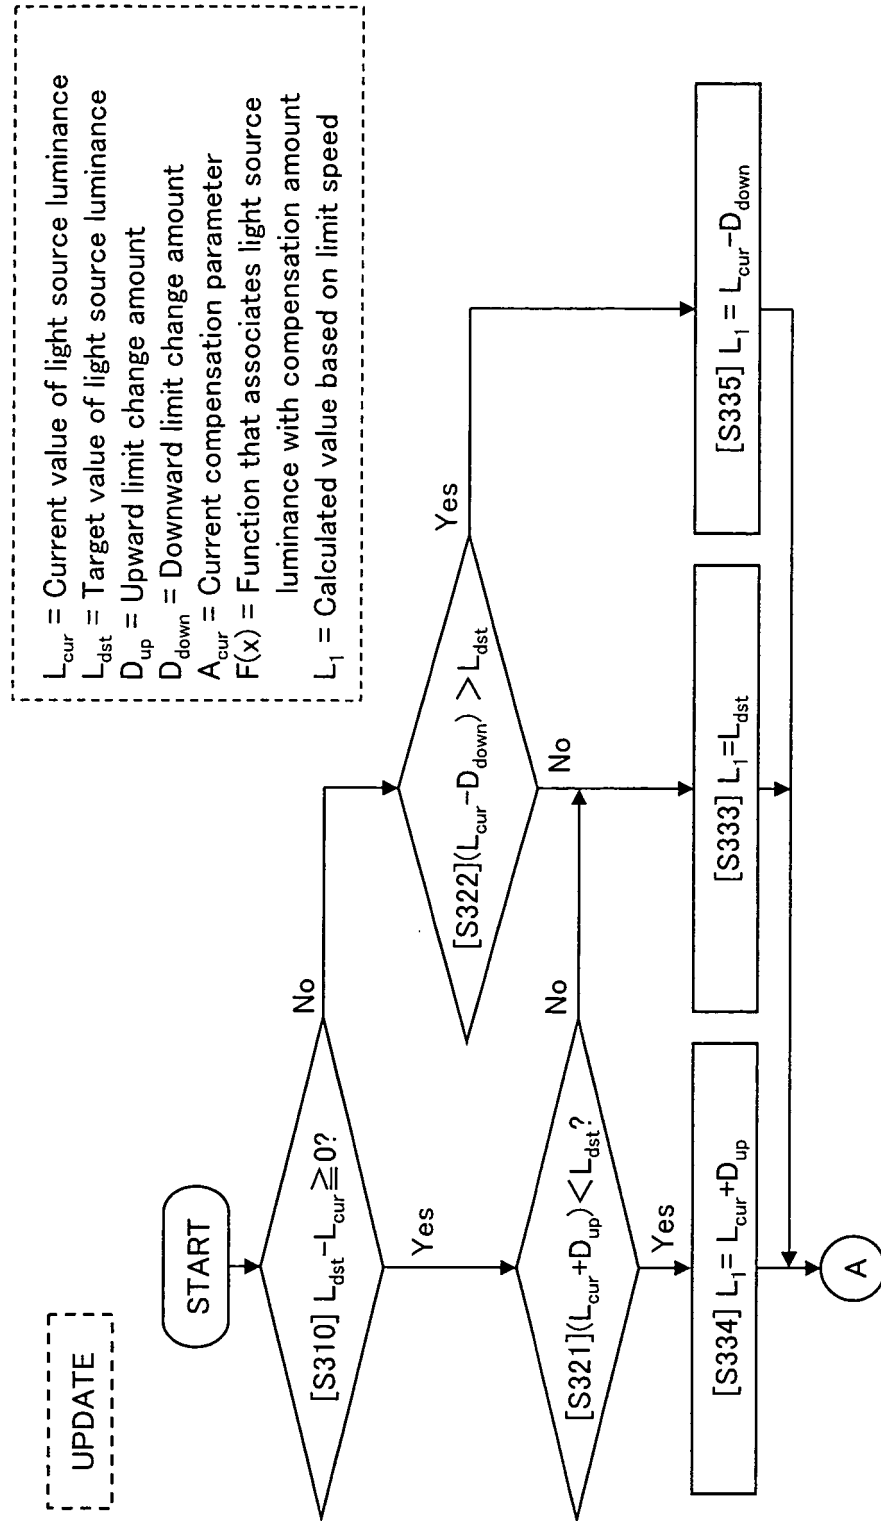 UPDATE
L_cur = Current value of light source luminance
L_dst = Target value of light source luminance
D_up = Upward limit change amount
D_down = Downward limit change amount
A_cur = Current compensation parameter
F(x) = Function that associates light source
luminance with compensation amount
L_1 = Calculated value based on limit speed
START
[S310] L_dst−L_cur≧0?
No
Yes
[S322](L_cur−D_down) > L_dst
Yes
No
[S321](L_cur+D_up) < L_dst?
No
Yes
[S334] L_1 = L_cur+D_up
[S333] L_1=L_dst
[S335] L_1 = L_cur−D_down
A